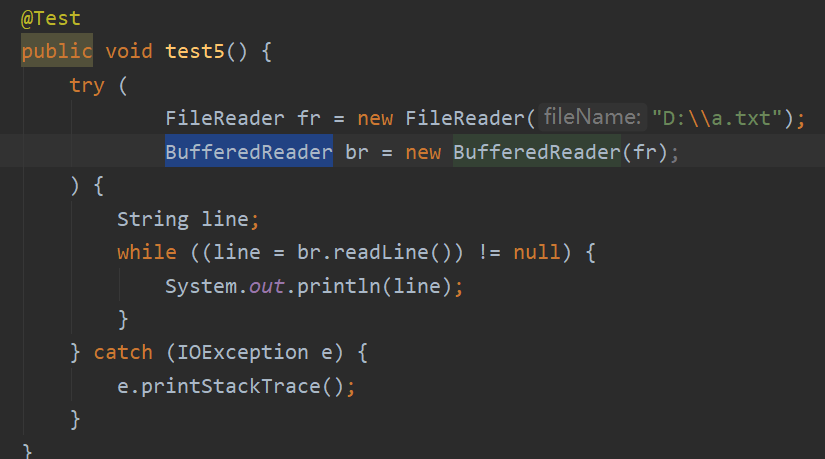 @Test
public void test5() {
try (
FileReader fr = new FileReader( fileName: "D:\\a.txt");
BufferedReader br = new BufferedReader(fr);
) {
String line;
while ((line = br.readLine()) != null) {
System.out.println(line);
}
} catch (IOException e) {
e.printStackTrace();
}
}